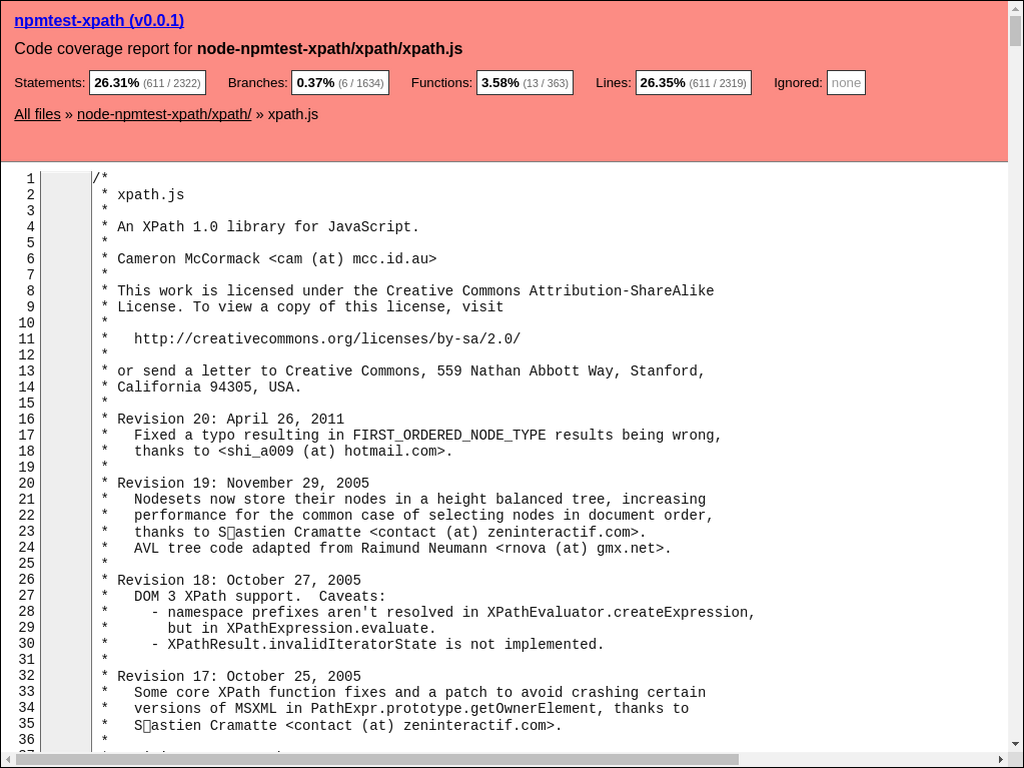 npmtest-xpath (v0.0.1)
Code coverage report for node-npmtest-xpath/xpath/xpath.js
Statements: 26.31% (611 / 2322) Branches: 0.37% (6 / 1634) Functions: 3.58% (13 / 363) Lines: 26.35% (611 / 2319) Ignored: none
All files » node-npmtest-xpath/xpath/ » xpath.js
1 /*
2 * xpath.js
3 *
4 * An XPath 1.0 library for JavaScript.
5 *
6 * Cameron McCormack <cam (at) mcc.id.au>
7 *
8 * This work is licensed under the Creative Commons Attribution-ShareAlike
9 * License. To view a copy of this license, visit
10 *
11 * http://creativecommons.org/licenses/by-sa/2.0/
12 *
13 * or send a letter to Creative Commons, 559 Nathan Abbott Way, Stanford,
14 * California 94305, USA.
15 *
16 * Revision 20: April 26, 2011
17 * Fixed a typo resulting in FIRST_ORDERED_NODE_TYPE results being wrong,
18 * thanks to <shi_a009 (at) hotmail.com>.
19 *
20 * Revision 19: November 29, 2005
21 * Nodesets now store their nodes in a height balanced tree, increasing
22 * performance for the common case of selecting nodes in document order,
23 * thanks to S▯astien Cramatte <contact (at) zeninteractif.com>.
24 * AVL tree code adapted from Raimund Neumann <rnova (at) gmx.net>.
25 *
26 * Revision 18: October 27, 2005
27 * DOM 3 XPath support. Caveats:
28 * - namespace prefixes aren't resolved in XPathEvaluator.createExpression,
29 * but in XPathExpression.evaluate.
30 * - XPathResult.invalidIteratorState is not implemented.
31 *
32 * Revision 17: October 25, 2005
33 * Some core XPath function fixes and a patch to avoid crashing certain
34 * versions of MSXML in PathExpr.prototype.getOwnerElement, thanks to
35 * S▯astien Cramatte <contact (at) zeninteractif.com>.
36 *